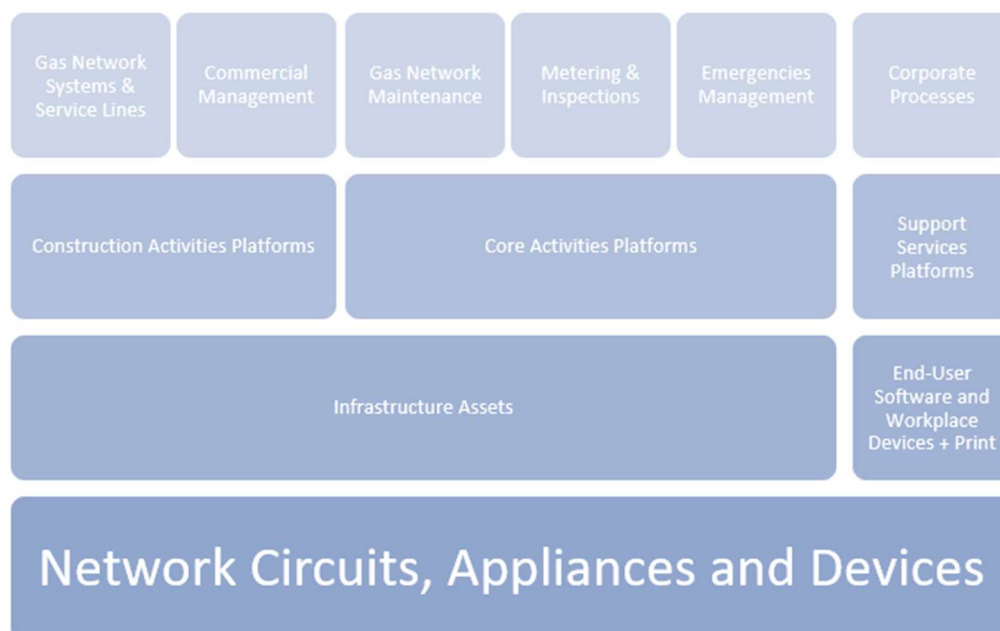 Gas Network
Systems &
Service Lines
Commercial
Management
Gas Network
Maintenance
Metering &
Inspections
Emergencies
Management
Corporate
Processes
Construction Activities Platforms
Core Activities Platforms
Support
Services
Platforms
Infrastructure Assets
End-User
Software and
Workplace
Devices + Print
Network Circuits, Appliances and Devices